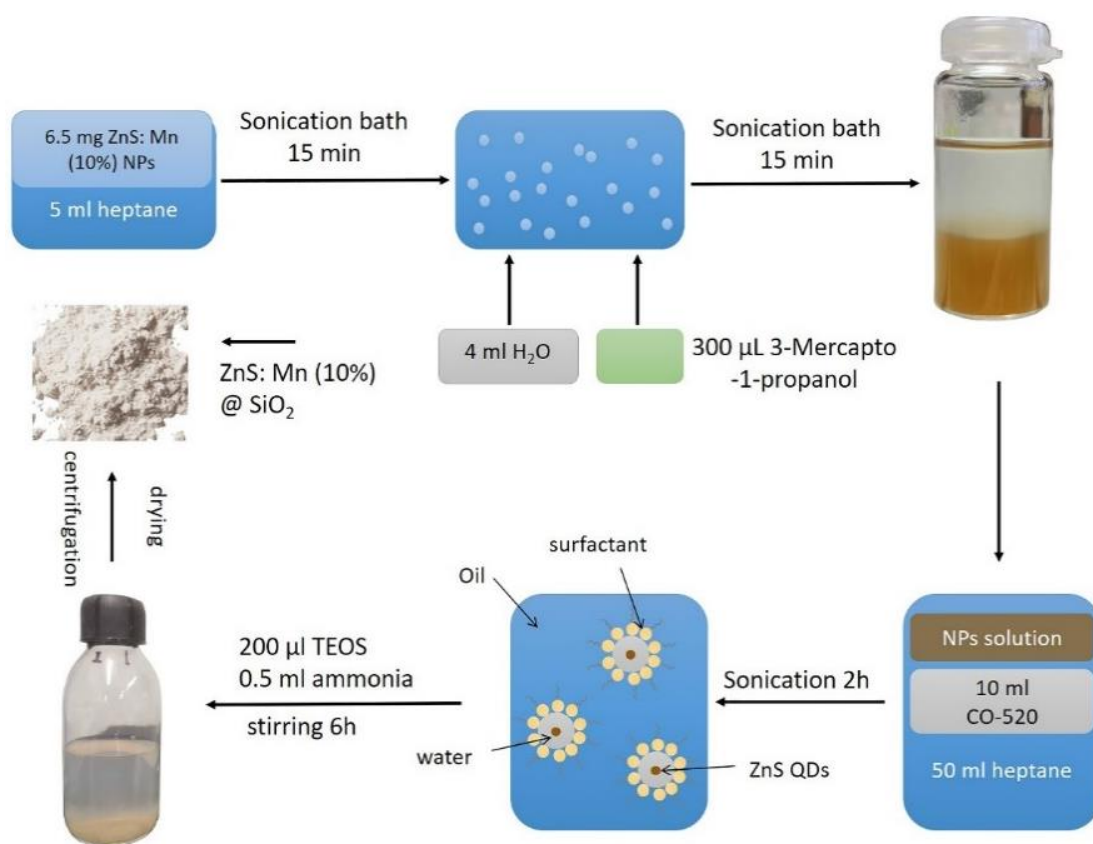 6.5 mg ZnS: Mn
(10%) NPs
5 ml heptane
Sonication bath
15 min
Sonication bath
15 min
4 ml H₂O
300 µL 3-Mercapto
-1-propanol
ZnS: Mn (10%)
@ SiO₂
centrifugation
drying
NPs solution
10 ml
CO-520
50 ml heptane
Sonication 2h
surfactant
Oil
water
ZnS QDs
200 µl TEOS
0.5 ml ammonia
stirring 6h